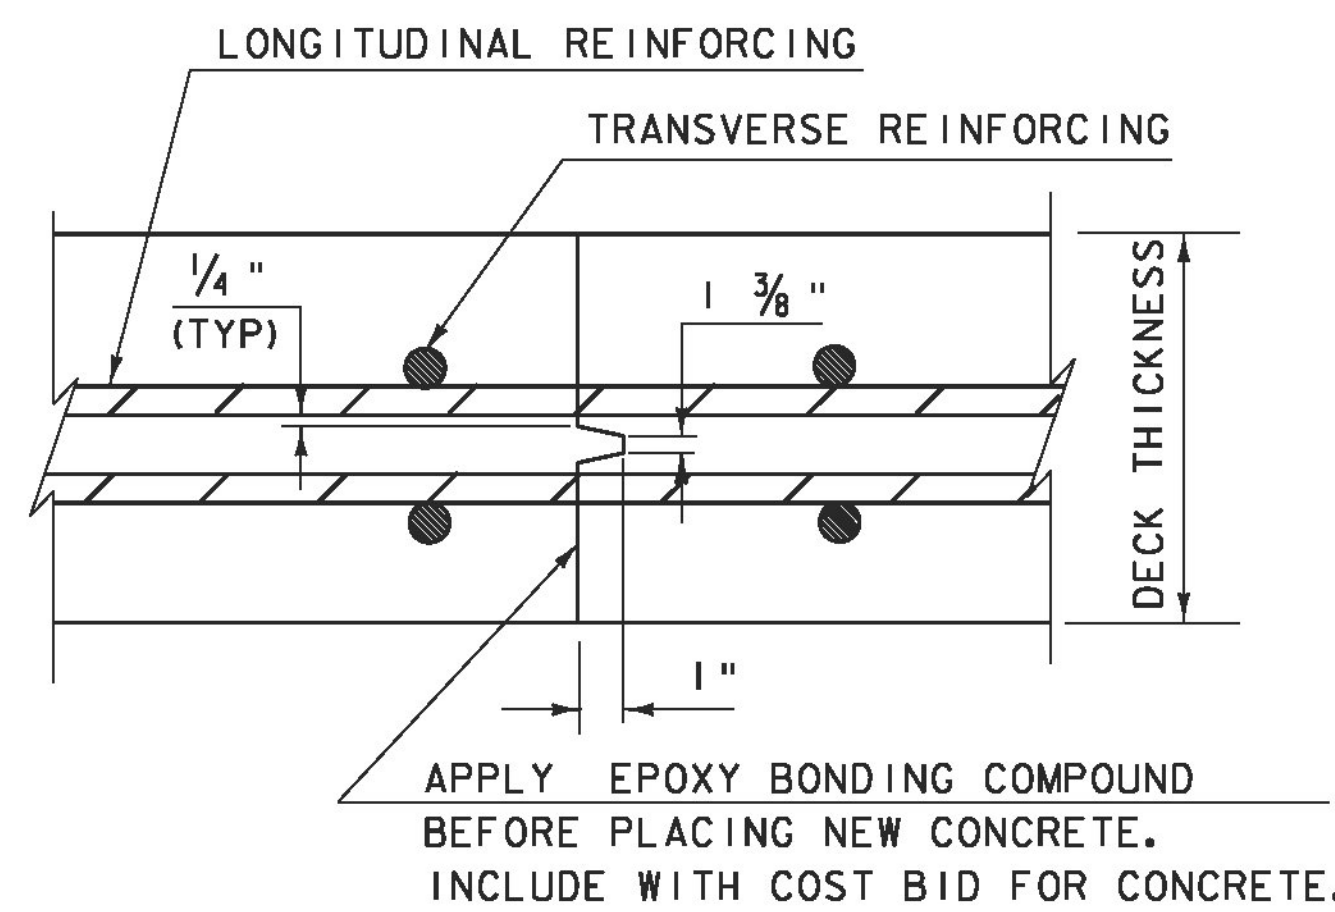 LONGITUDINAL REINFORCING
TRANSVERSE REINFORCING
1/4 "
(TYP)
1 3/8 "
DECK THICKNESS
1 "
APPLY EPOXY BONDING COMPOUND
BEFORE PLACING NEW CONCRETE.
INCLUDE WITH COST BID FOR CONCRETE.